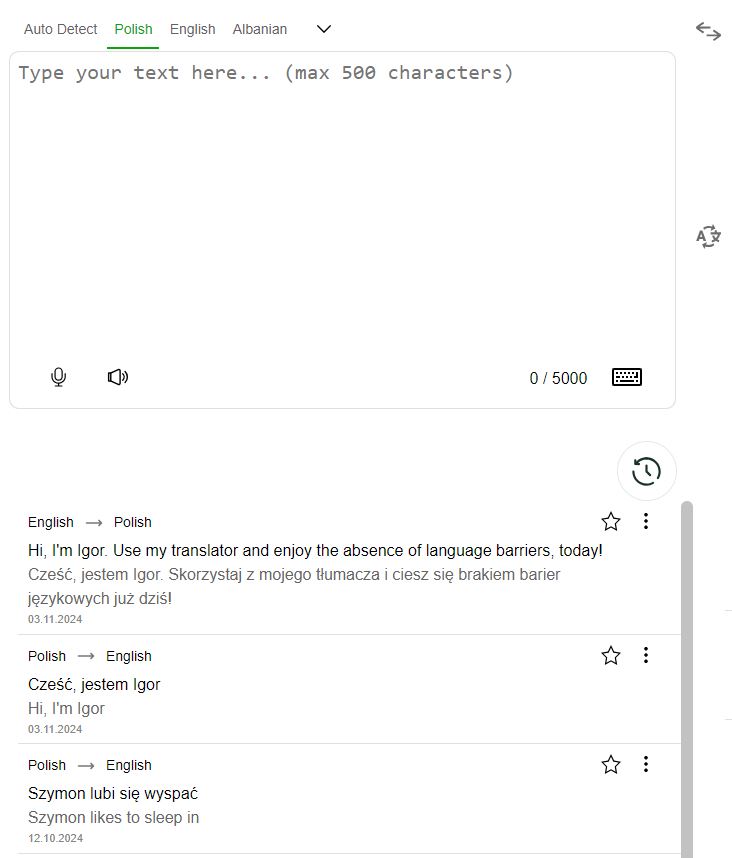 Auto Detect Polish English Albanian
Type your text here... (max 500 characters)
0 / 5000
English → Polish
Hi, I'm Igor. Use my translator and enjoy the absence of language barriers, today!
Cześć, jestem Igor. Skorzystaj z mojego tłumacza i ciesz się brakiem barier
językowych już dziś!
03.11.2024
Polish → English
Cześć, jestem Igor
Hi, I'm Igor
03.11.2024
Polish → English
Szymon lubi się wyspać
Szymon likes to sleep in
12.10.2024